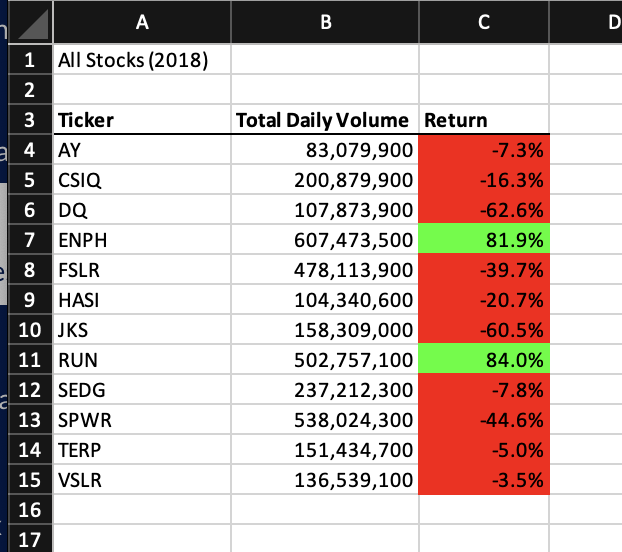 A B C D
1 All Stocks (2018)
2
3 Ticker Total Daily Volume Return
4 AY 83,079,900 -7.3%
5 CSIQ 200,879,900 -16.3%
6 DQ 107,873,900 -62.6%
7 ENPH 607,473,500 81.9%
8 FSLR 478,113,900 -39.7%
9 HASI 104,340,600 -20.7%
10 JKS 158,309,000 -60.5%
11 RUN 502,757,100 84.0%
12 SEDG 237,212,300 -7.8%
13 SPWR 538,024,300 -44.6%
14 TERP 151,434,700 -5.0%
15 VSLR 136,539,100 -3.5%
16
17